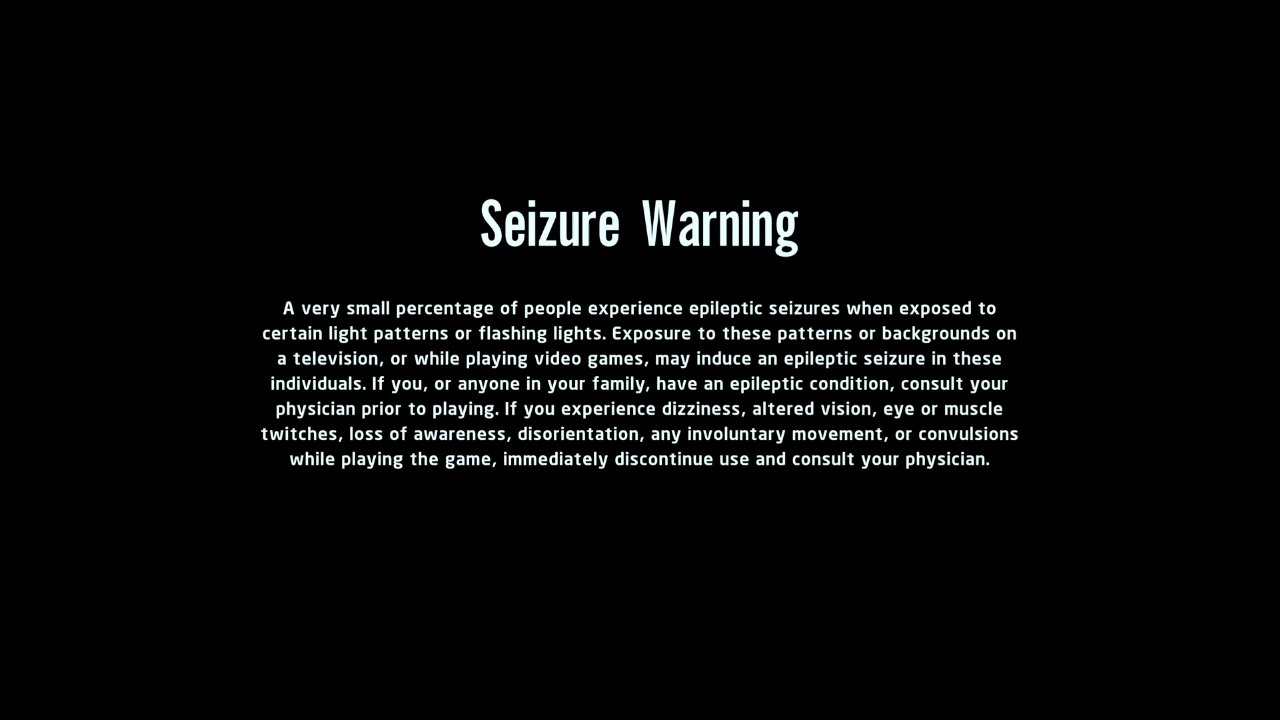 Seizure Warning
A very small percentage of people experience epileptic seizures when exposed to
certain light patterns or flashing lights. Exposure to these patterns or backgrounds on
a television, or while playing video games, may induce an epileptic seizure in these
individuals. If you, or anyone in your family, have an epileptic condition, consult your
physician prior to playing. If you experience dizziness, altered vision, eye or muscle
twitches, loss of awareness, disorientation, any involuntary movement, or convulsions
while playing the game, immediately discontinue use and consult your physician.